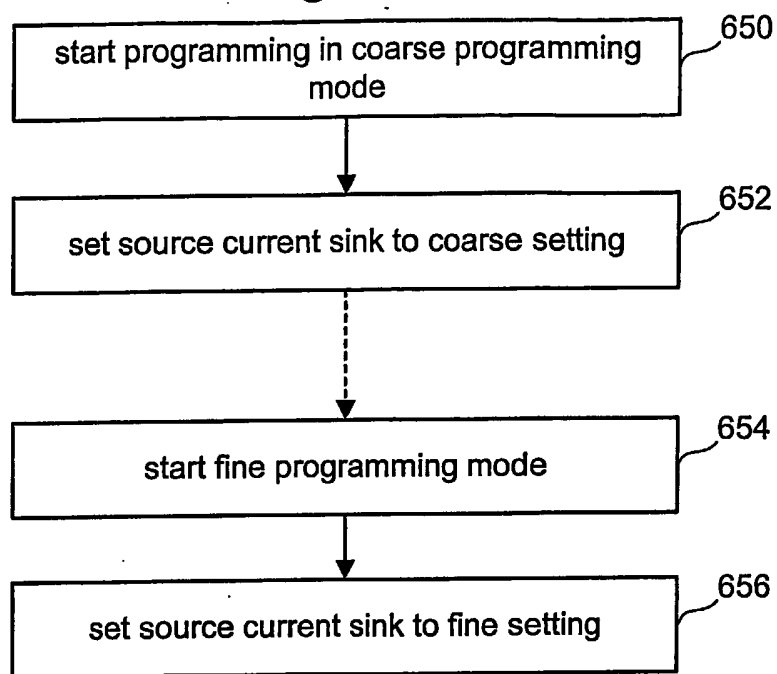 650
start programming in coarse programming
mode
652
set source current sink to coarse setting
654
start fine programming mode
656
set source current sink to fine setting